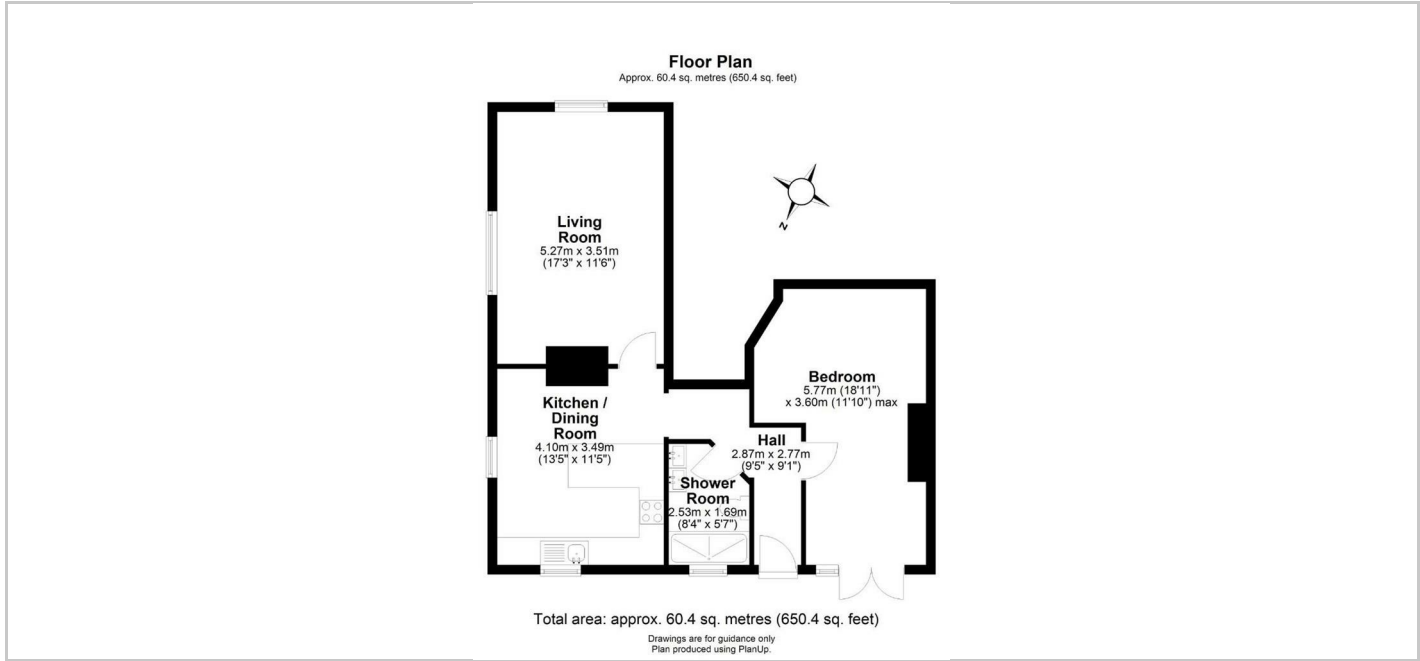 Floor Plan
Approx. 60.4 sq. metres (650.4 sq. feet)
N
Living
Room
5.27m x 3.51m
(17'3" x 11'6")
Kitchen /
Dining
Room
4.10m x 3.49m
(13'5" x 11'5")
Bedroom
5.77m (18'11")
x 3.60m (11'10") max
Hall
2.87m x 2.77m
(9'5" x 9'1")
Shower
Room
2.53m x 1.69m
(8'4" x 5'7")
Total area: approx. 60.4 sq. metres (650.4 sq. feet)
Drawings are for guidance only
Plan produced using PlanUp.